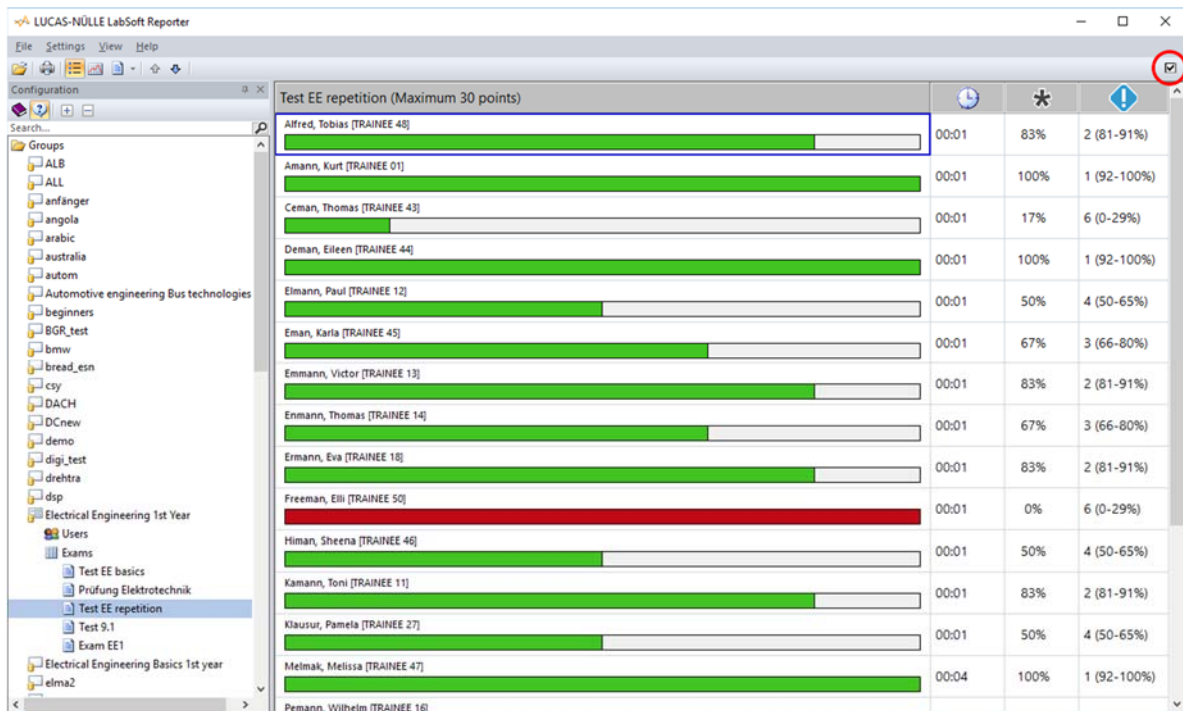 LUCAS-NÜLLE LabSoft Reporter
File Settings View Help
Configuration
Search...
Groups
ALB
ALL
anfänger
angola
arabic
australia
autom
Automotive engineering Bus technologies
beginners
BGR_test
bmw
bread_esn
csy
DACH
DCnew
demo
digi_test
drehtra
dsp
Electrical Engineering 1st Year
Users
Exams
Test EE basics
Prüfung Elektrotechnik
Test EE repetition
Test 9.1
Exam EE1
Electrical Engineering Basics 1st year
elma2
Test EE repetition (Maximum 30 points)
Alfred, Tobias [TRAINEE 48]
00:01 83% 2 (81-91%)
Amann, Kurt [TRAINEE 01]
00:01 100% 1 (92-100%)
Ceman, Thomas [TRAINEE 43]
00:01 17% 6 (0-29%)
Deman, Eileen [TRAINEE 44]
00:01 100% 1 (92-100%)
Elmann, Paul [TRAINEE 12]
00:01 50% 4 (50-65%)
Eman, Karla [TRAINEE 45]
00:01 67% 3 (66-80%)
Emmann, Victor [TRAINEE 13]
00:01 83% 2 (81-91%)
Enmann, Thomas [TRAINEE 14]
00:01 67% 3 (66-80%)
Ermann, Eva [TRAINEE 18]
00:01 83% 2 (81-91%)
Freeman, Elli [TRAINEE 50]
00:01 0% 6 (0-29%)
Himan, Sheena [TRAINEE 46]
00:01 50% 4 (50-65%)
Kamann, Toni [TRAINEE 11]
00:01 83% 2 (81-91%)
Klausur, Pamela [TRAINEE 27]
00:01 50% 4 (50-65%)
Melmak, Melissa [TRAINEE 47]
00:04 100% 1 (92-100%)
Pemann, Wilhelm [TRAINEE 16]